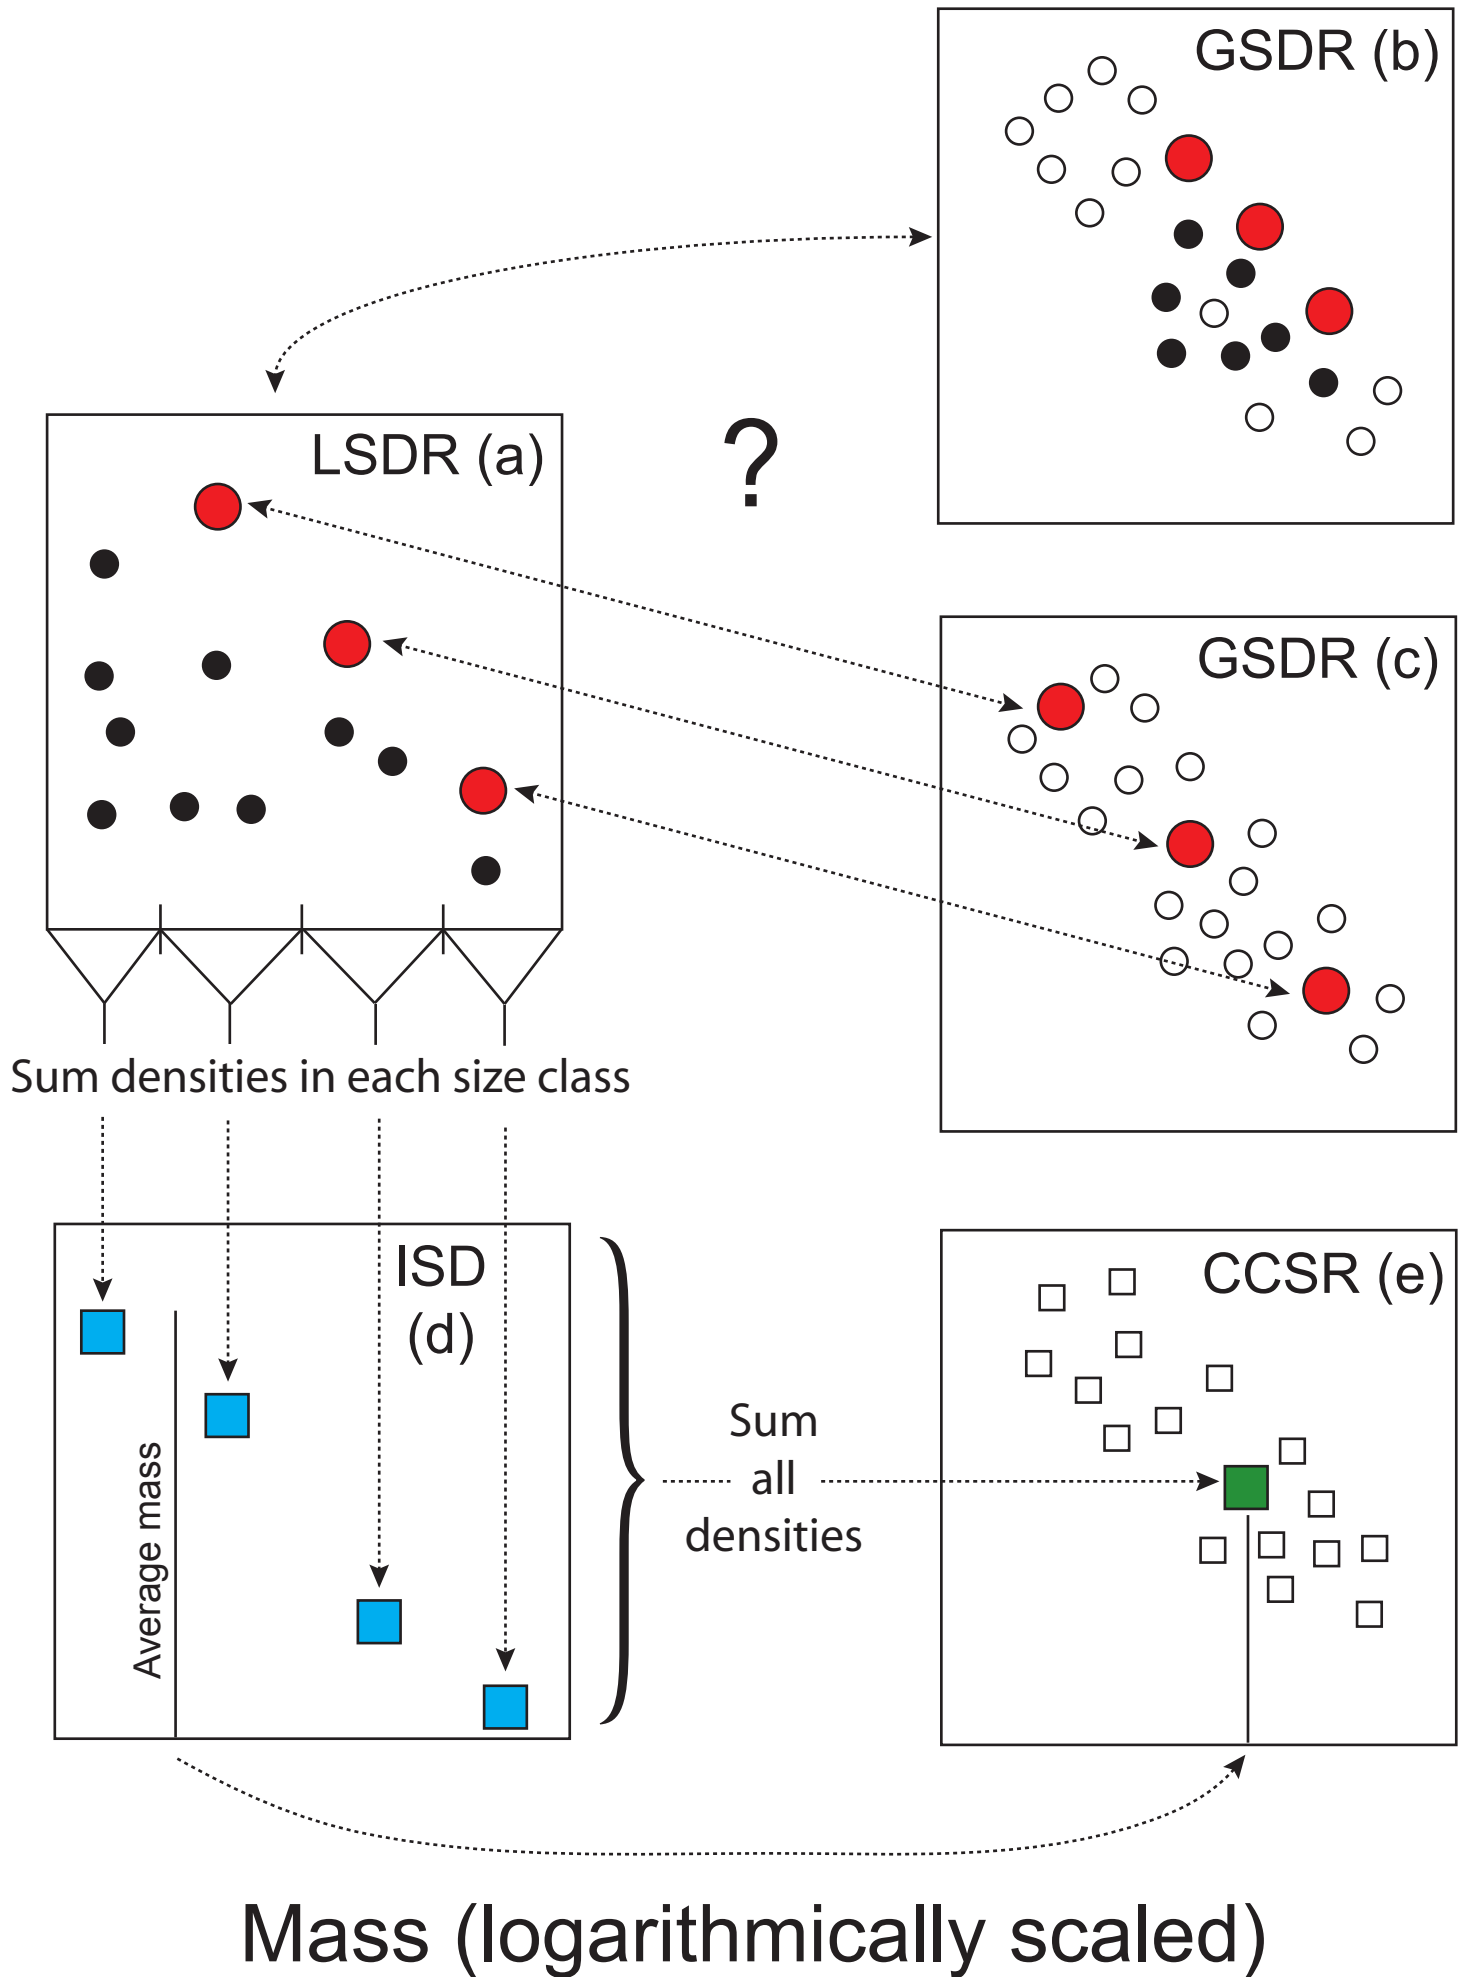 GSDR (b)
LSDR (a)
?
GSDR (c)
Sum densities in each size class
ISD
(d)
Average mass
Sum
all
densities
CCSR (e)
Mass (logarithmically scaled)